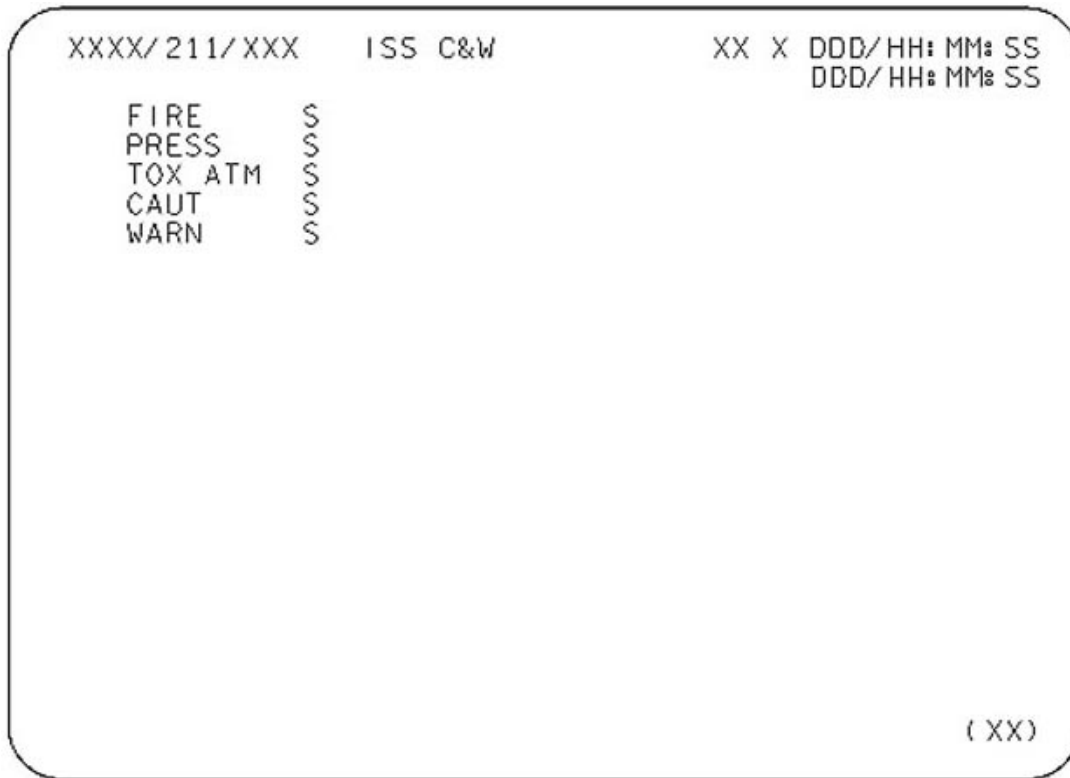 XXXX/211/XXX ISS C&W XX X DDD/HH:MM:SS
DDD/HH:MM:SS
FIRE S
PRESS S
TOX ATM S
CAUT S
WARN S
(XX)